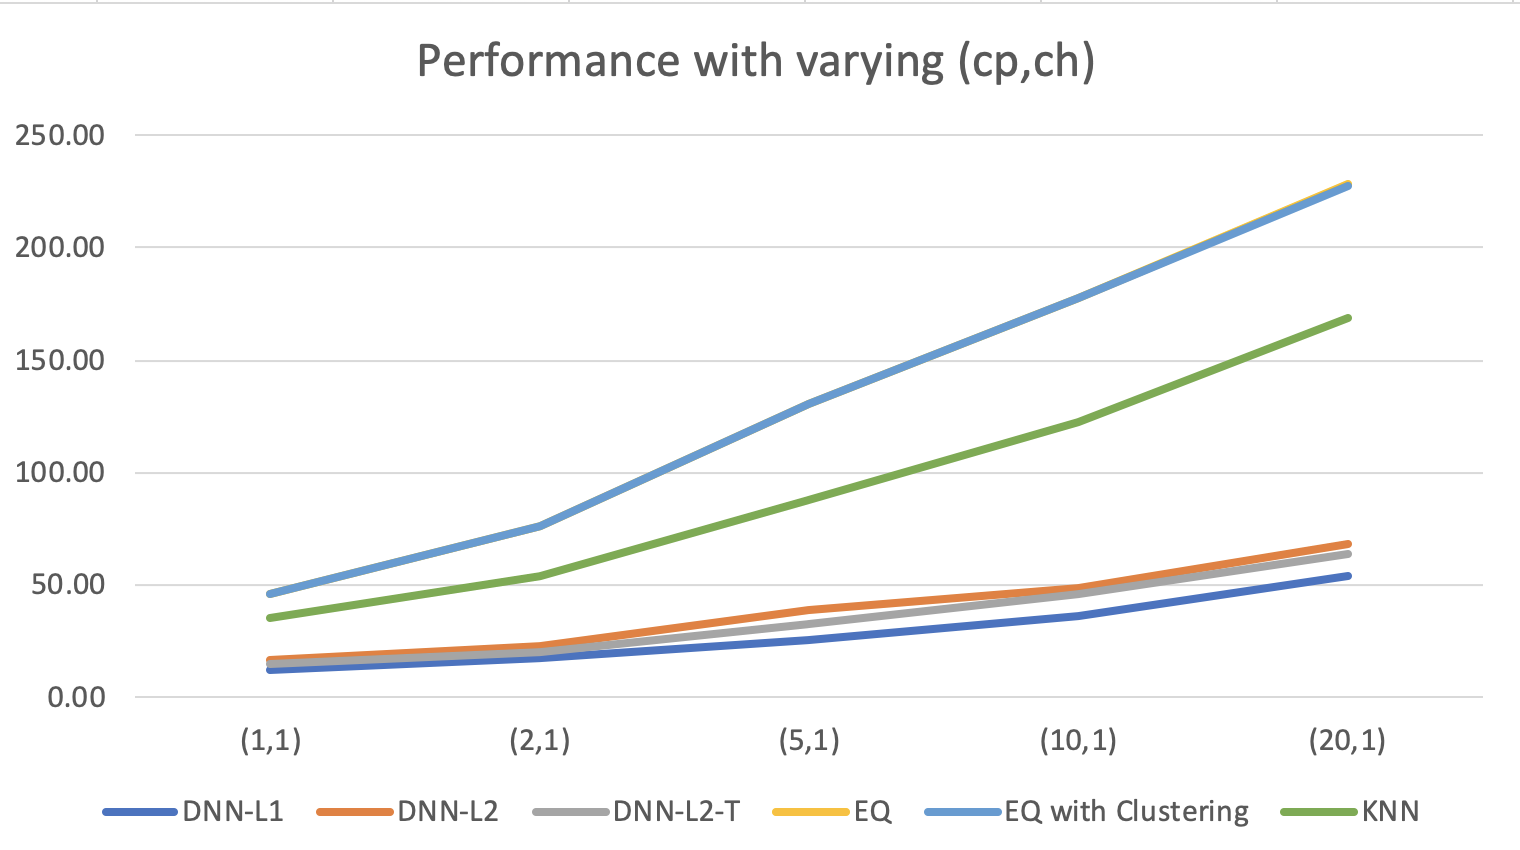 Performance with varying (cp,ch)
250.00
200.00
150.00
100.00
50.00
0.00
(1,1) (2,1) (5,1) (10,1) (20,1)
DNN-L1 DNN-L2 DNN-L2-T EQ EQ with Clustering KNN